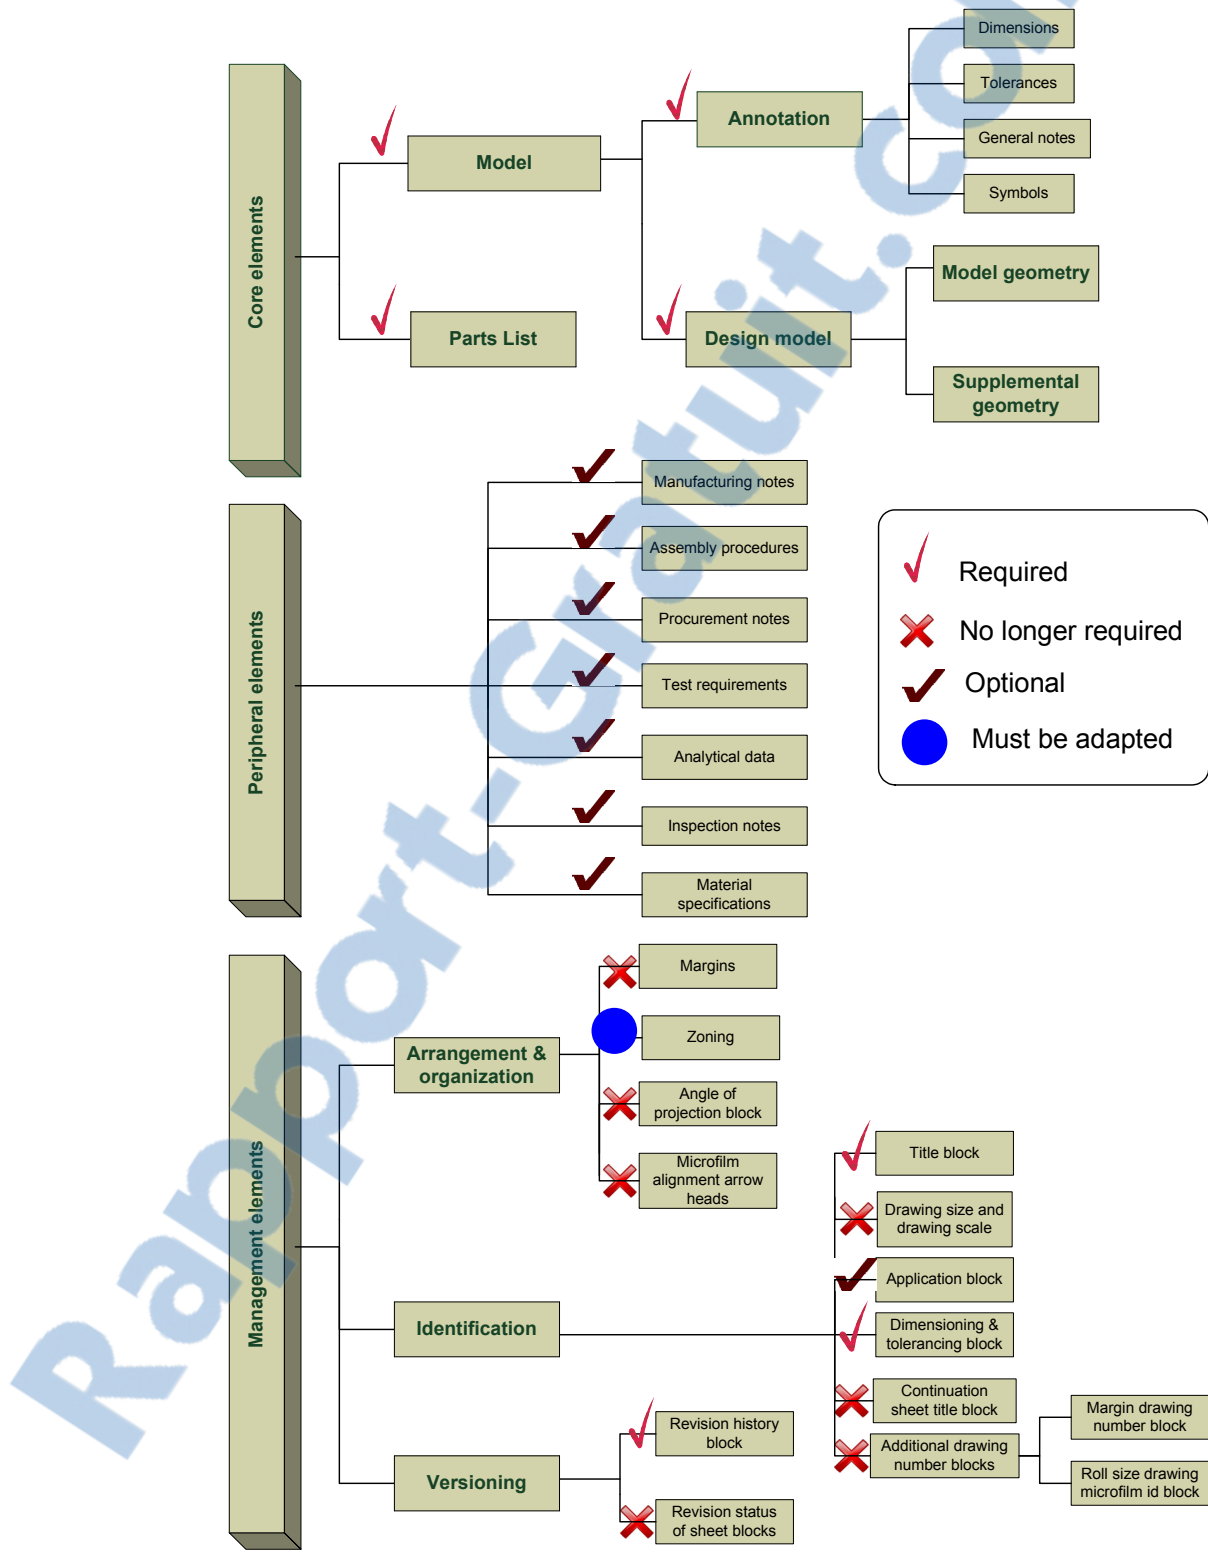 Core elements
Model
Parts List
Annotation
Dimensions
Tolerances
General notes
Symbols
Design model
Model geometry
Supplemental
geometry
Peripheral elements
Manufacturing notes
Assembly procedures
Procurement notes
Test requirements
Analytical data
Inspection notes
Material
specifications
Required
No longer required
Optional
Must be adapted
Management elements
Arrangement &
organization
Margins
Zoning
Angle of
projection block
Microfilm
alignment arrow
heads
Identification
Title block
Drawing size and
drawing scale
Application block
Dimensioning &
tolerancing block
Continuation
sheet title block
Additional drawing
number blocks
Margin drawing
number block
Roll size drawing
microfilm id block
Versioning
Revision history
block
Revision status
of sheet blocks
Rapport-Gratuit.com